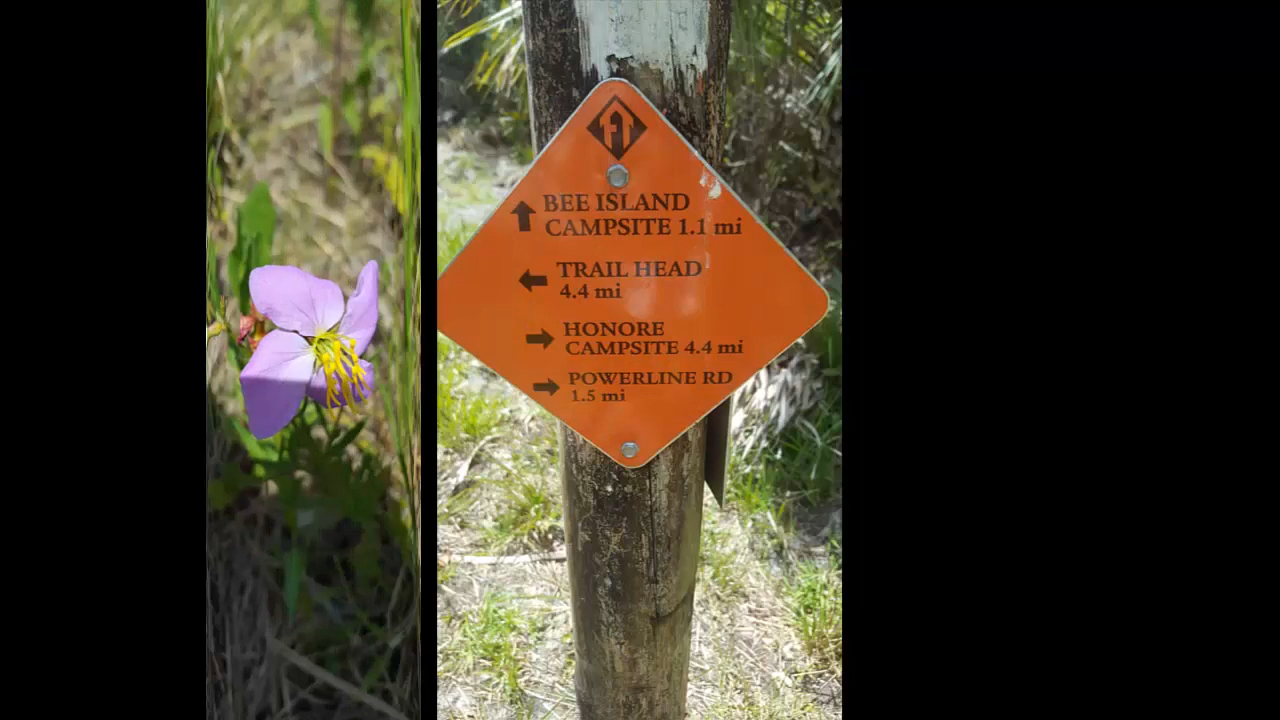 FT
BEE ISLAND
CAMPSITE 1.1 mi
TRAIL HEAD
4.4 mi
HONORE
CAMPSITE 4.4 mi
POWERLINE RD
1.5 mi